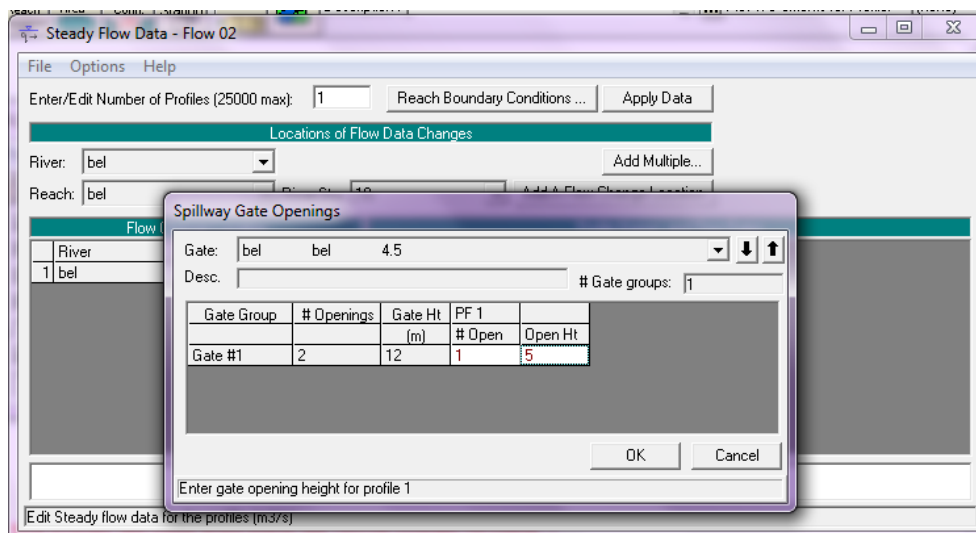 Steady Flow Data - Flow 02
File Options Help
Enter/Edit Number of Profiles (25000 max): 1 Reach Boundary Conditions ... Apply Data
Locations of Flow Data Changes
River: bel Add Multiple...
Reach: bel
Spillway Gate Openings
River
1 bel
Gate: bel bel 4.5
Desc. # Gate groups: 1
Gate Group # Openings Gate Ht PF 1
(m) # Open Open Ht
Gate #1 2 12 1 5
OK Cancel
Enter gate opening height for profile 1
Edit Steady flow data for the profiles (m3/s)